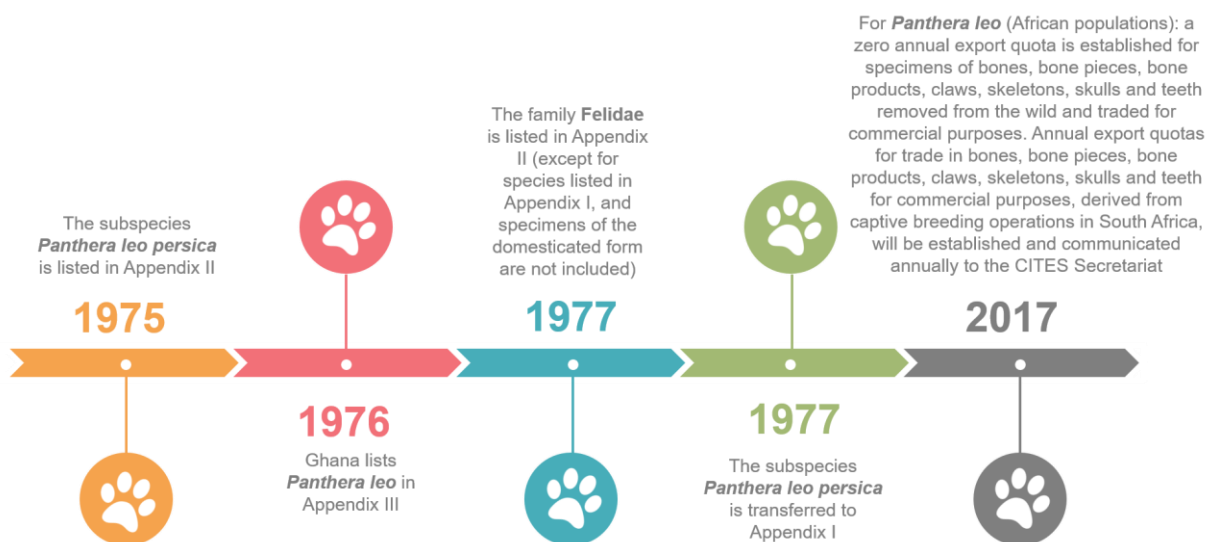 The subspecies
Panthera leo persica
is listed in Appendix II
1975
1976
Ghana lists
Panthera leo in
Appendix III
The family Felidae
is listed in Appendix
II (except for
species listed in
Appendix I, and
specimens of the
domesticated form
are not included)
1977
1977
The subspecies
Panthera leo persica
is transferred to
Appendix I
For Panthera leo (African populations): a
zero annual export quota is established for
specimens of bones, bone pieces, bone
products, claws, skeletons, skulls and teeth
removed from the wild and traded for
commercial purposes. Annual export quotas
for trade in bones, bone pieces, bone
products, claws, skeletons, skulls and teeth
for commercial purposes, derived from
captive breeding operations in South Africa,
will be established and communicated
annually to the CITES Secretariat
2017